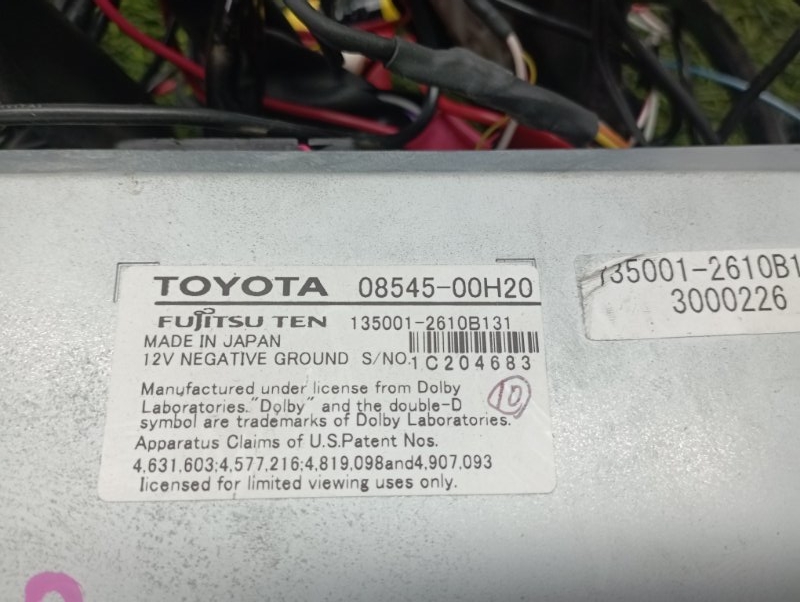 TOYOTA 08545-00H20
FUJITSU TEN 135001-2610B131
MADE IN JAPAN
12V NEGATIVE GROUND S/NO. 1C204683
Manufactured under license from Dolby
Laboratories. "Dolby" and the double-D
symbol are trademarks of Dolby Laboratories.
Apparatus Claims of U.S.Patent Nos.
4,631,603;4,577,216;4,819,098and4,907,093
licensed for limited viewing uses only.
10
135001-2610B1
3000226